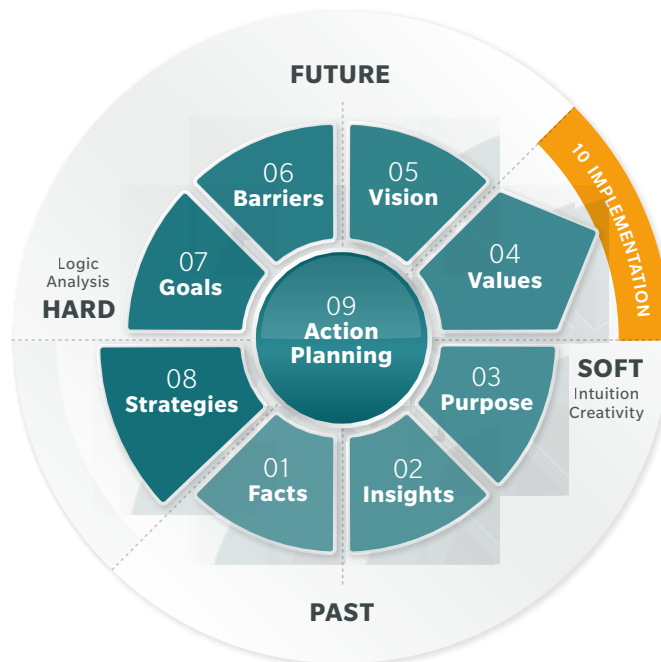 FUTURE
10 IMPLEMENTATION
06
Barriers
05
Vision
07
Goals
04
Values
Logic
Analysis
HARD
09
Action
Planning
08
Strategies
03
Purpose
SOFT
Intuition
Creativity
01
Facts
02
Insights
PAST